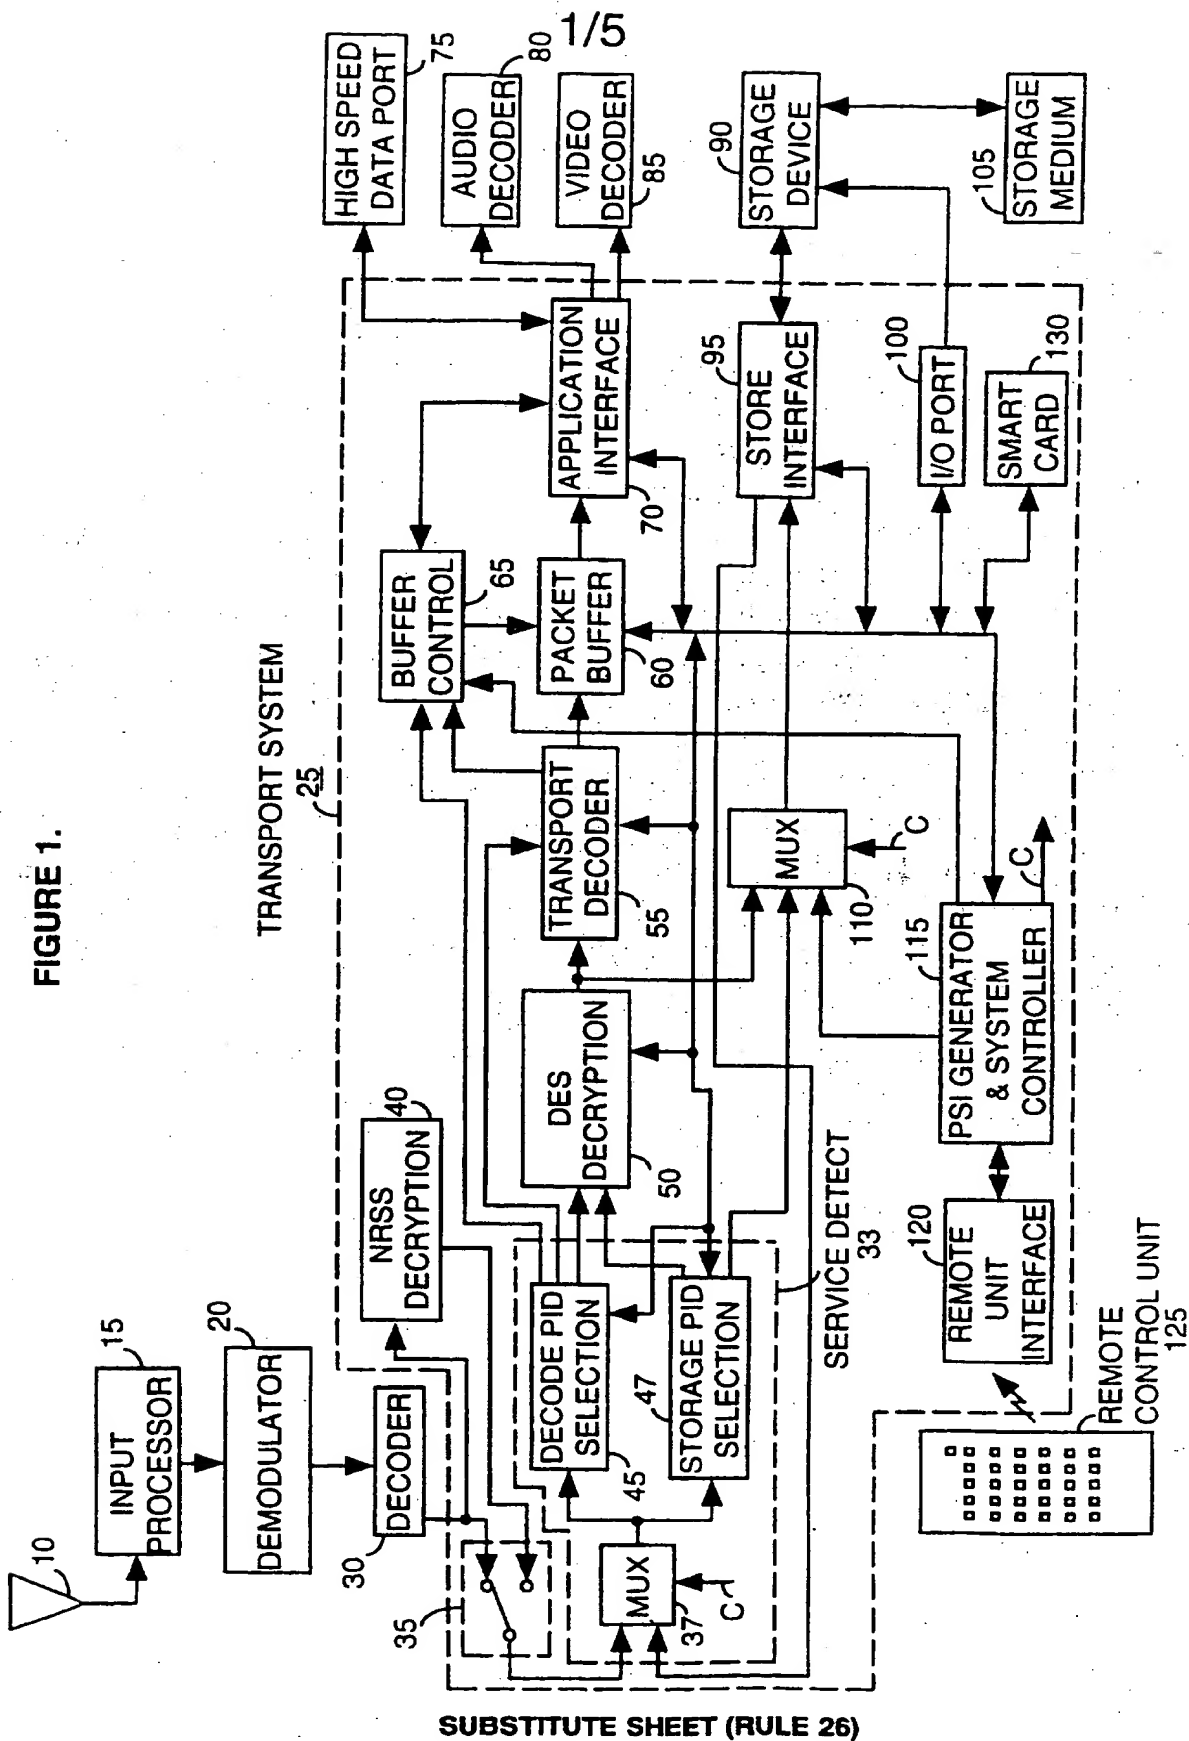 1/5
FIGURE 1.
TRANSPORT SYSTEM
25
10
INPUT
PROCESSOR
15
DEMODULATOR
20
DECODER
30
35
NRSS
DECRYPTION
40
MUX
37
C
DECODE PID
SELECTION
45
STORAGE PID
SELECTION
47
SERVICE DETECT
33
DES
DECRYPTION
50
TRANSPORT
DECODER
55
PACKET
BUFFER
60
BUFFER
CONTROL
65
APPLICATION
INTERFACE
70
HIGH SPEED
DATA PORT
75
AUDIO
DECODER
80
VIDEO
DECODER
85
STORAGE
DEVICE
90
STORE
INTERFACE
95
I/O PORT
100
STORAGE
MEDIUM
105
MUX
110
C
PSI GENERATOR
& SYSTEM
CONTROLLER
115
C
REMOTE
UNIT
INTERFACE
120
REMOTE
CONTROL UNIT
125
SMART
CARD
130
SUBSTITUTE SHEET (RULE 26)